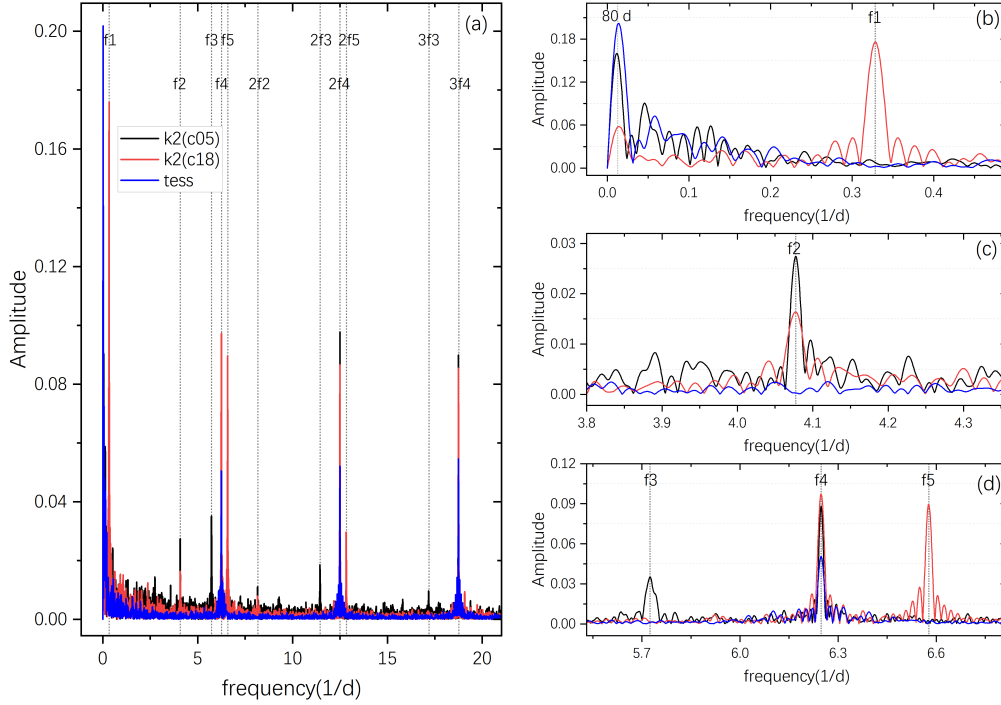 (a)
f1 f3 f5 2f3 2f5 3f3
f2 f4 2f2 2f4 3f4
k2(c05)
k2(c18)
tess
0.20
0.16
0.12
0.08
0.04
0.00
Amplitude
0 5 10 15 20
frequency(1/d)
(b)
80 d f1
0.18
0.12
0.06
0.00
Amplitude
0.0 0.1 0.2 0.3 0.4
frequency(1/d)
(c)
f2
0.03
0.02
0.01
0.00
Amplitude
3.8 3.9 4.0 4.1 4.2 4.3
frequency(1/d)
(d)
f3 f4 f5
0.12
0.09
0.06
0.03
0.00
Amplitude
5.7 6.0 6.3 6.6
frequency(1/d)